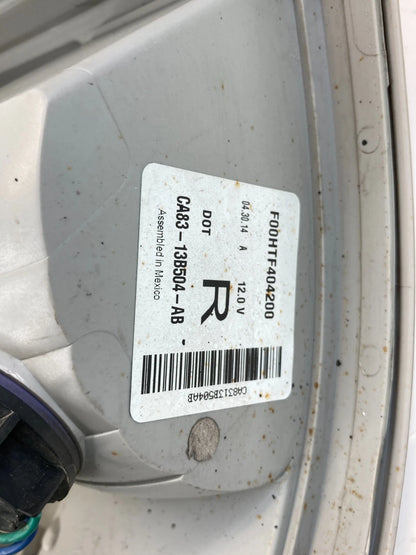 F00HTF404200
04.30.14 A 12.0 V
DOT R
CA83-13B504-AB
Assembled in Mexico
CA8313B504AB